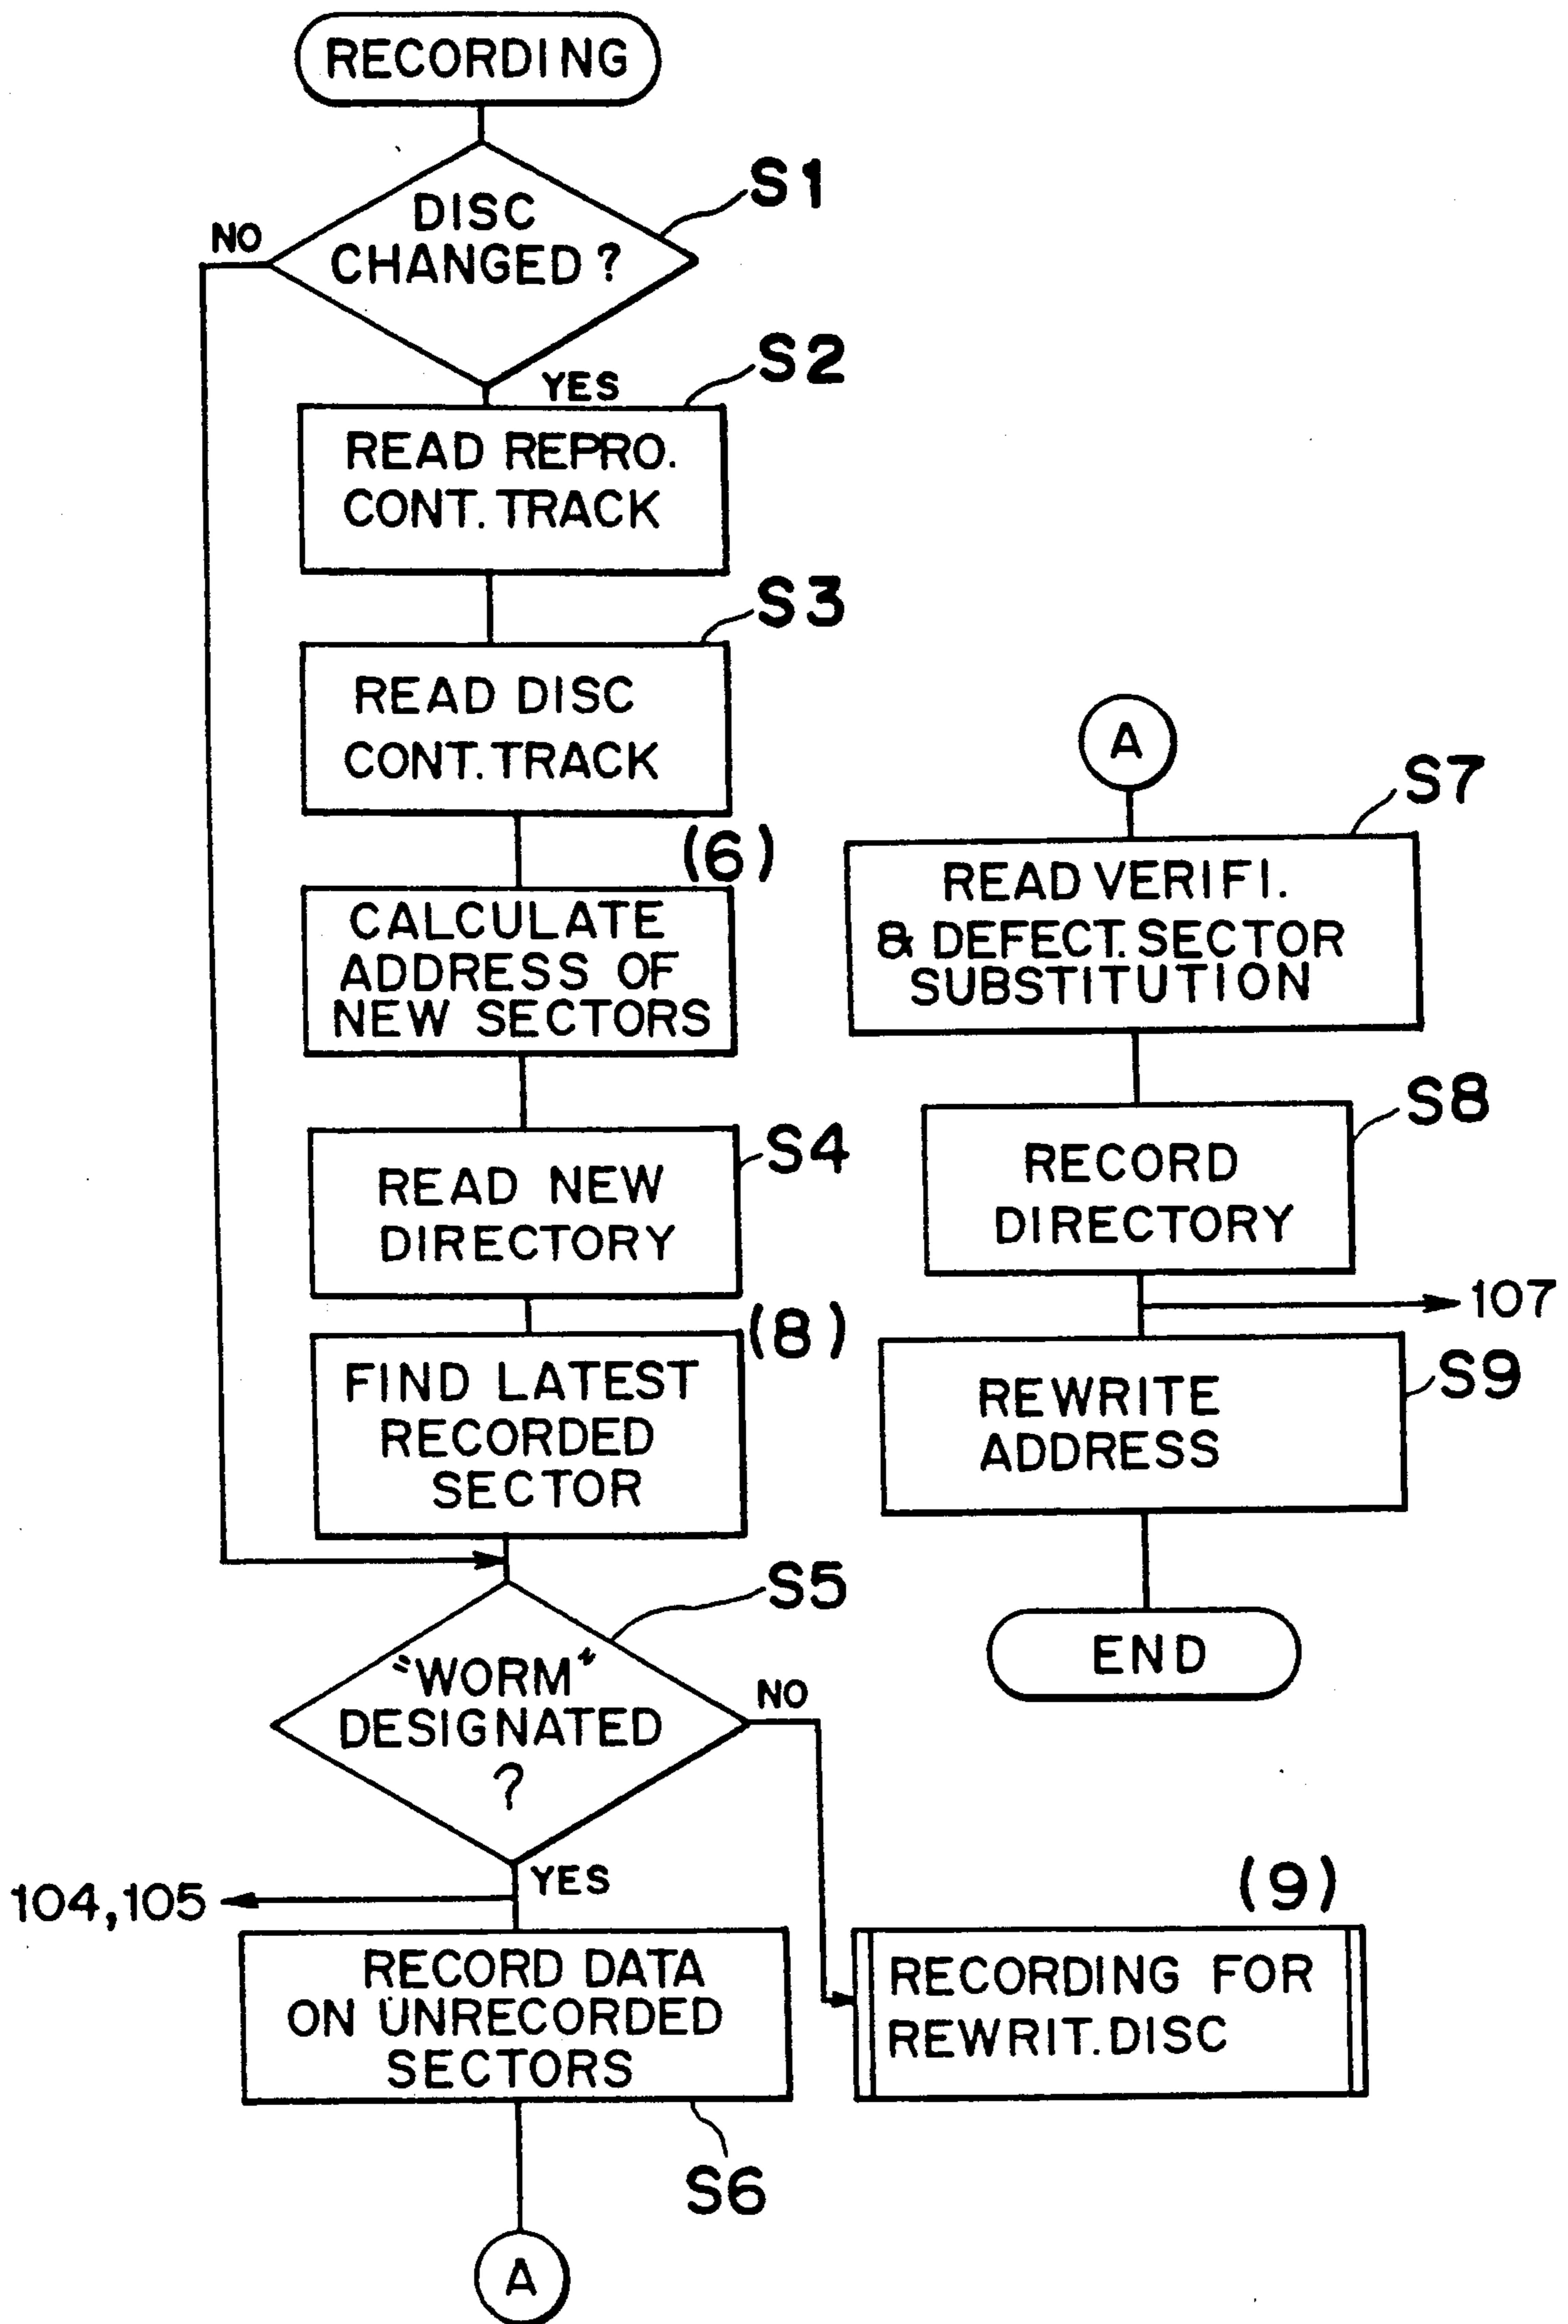 RECORDING
S1
DISC
CHANGED ?
NO
YES
S2
READ REPRO.
CONT. TRACK
S3
READ DISC
CONT. TRACK
(6)
CALCULATE
ADDRESS OF
NEW SECTORS
S4
READ NEW
DIRECTORY
(8)
FIND LATEST
RECORDED
SECTOR
S5
"WORM"
DESIGNATED
?
NO
YES
104,105
RECORD DATA
ON UNRECORDED
SECTORS
S6
A
(9)
RECORDING FOR
REWRIT. DISC
A
S7
READ VERIFI.
& DEFECT. SECTOR
SUBSTITUTION
S8
RECORD
DIRECTORY
107
S9
REWRITE
ADDRESS
END